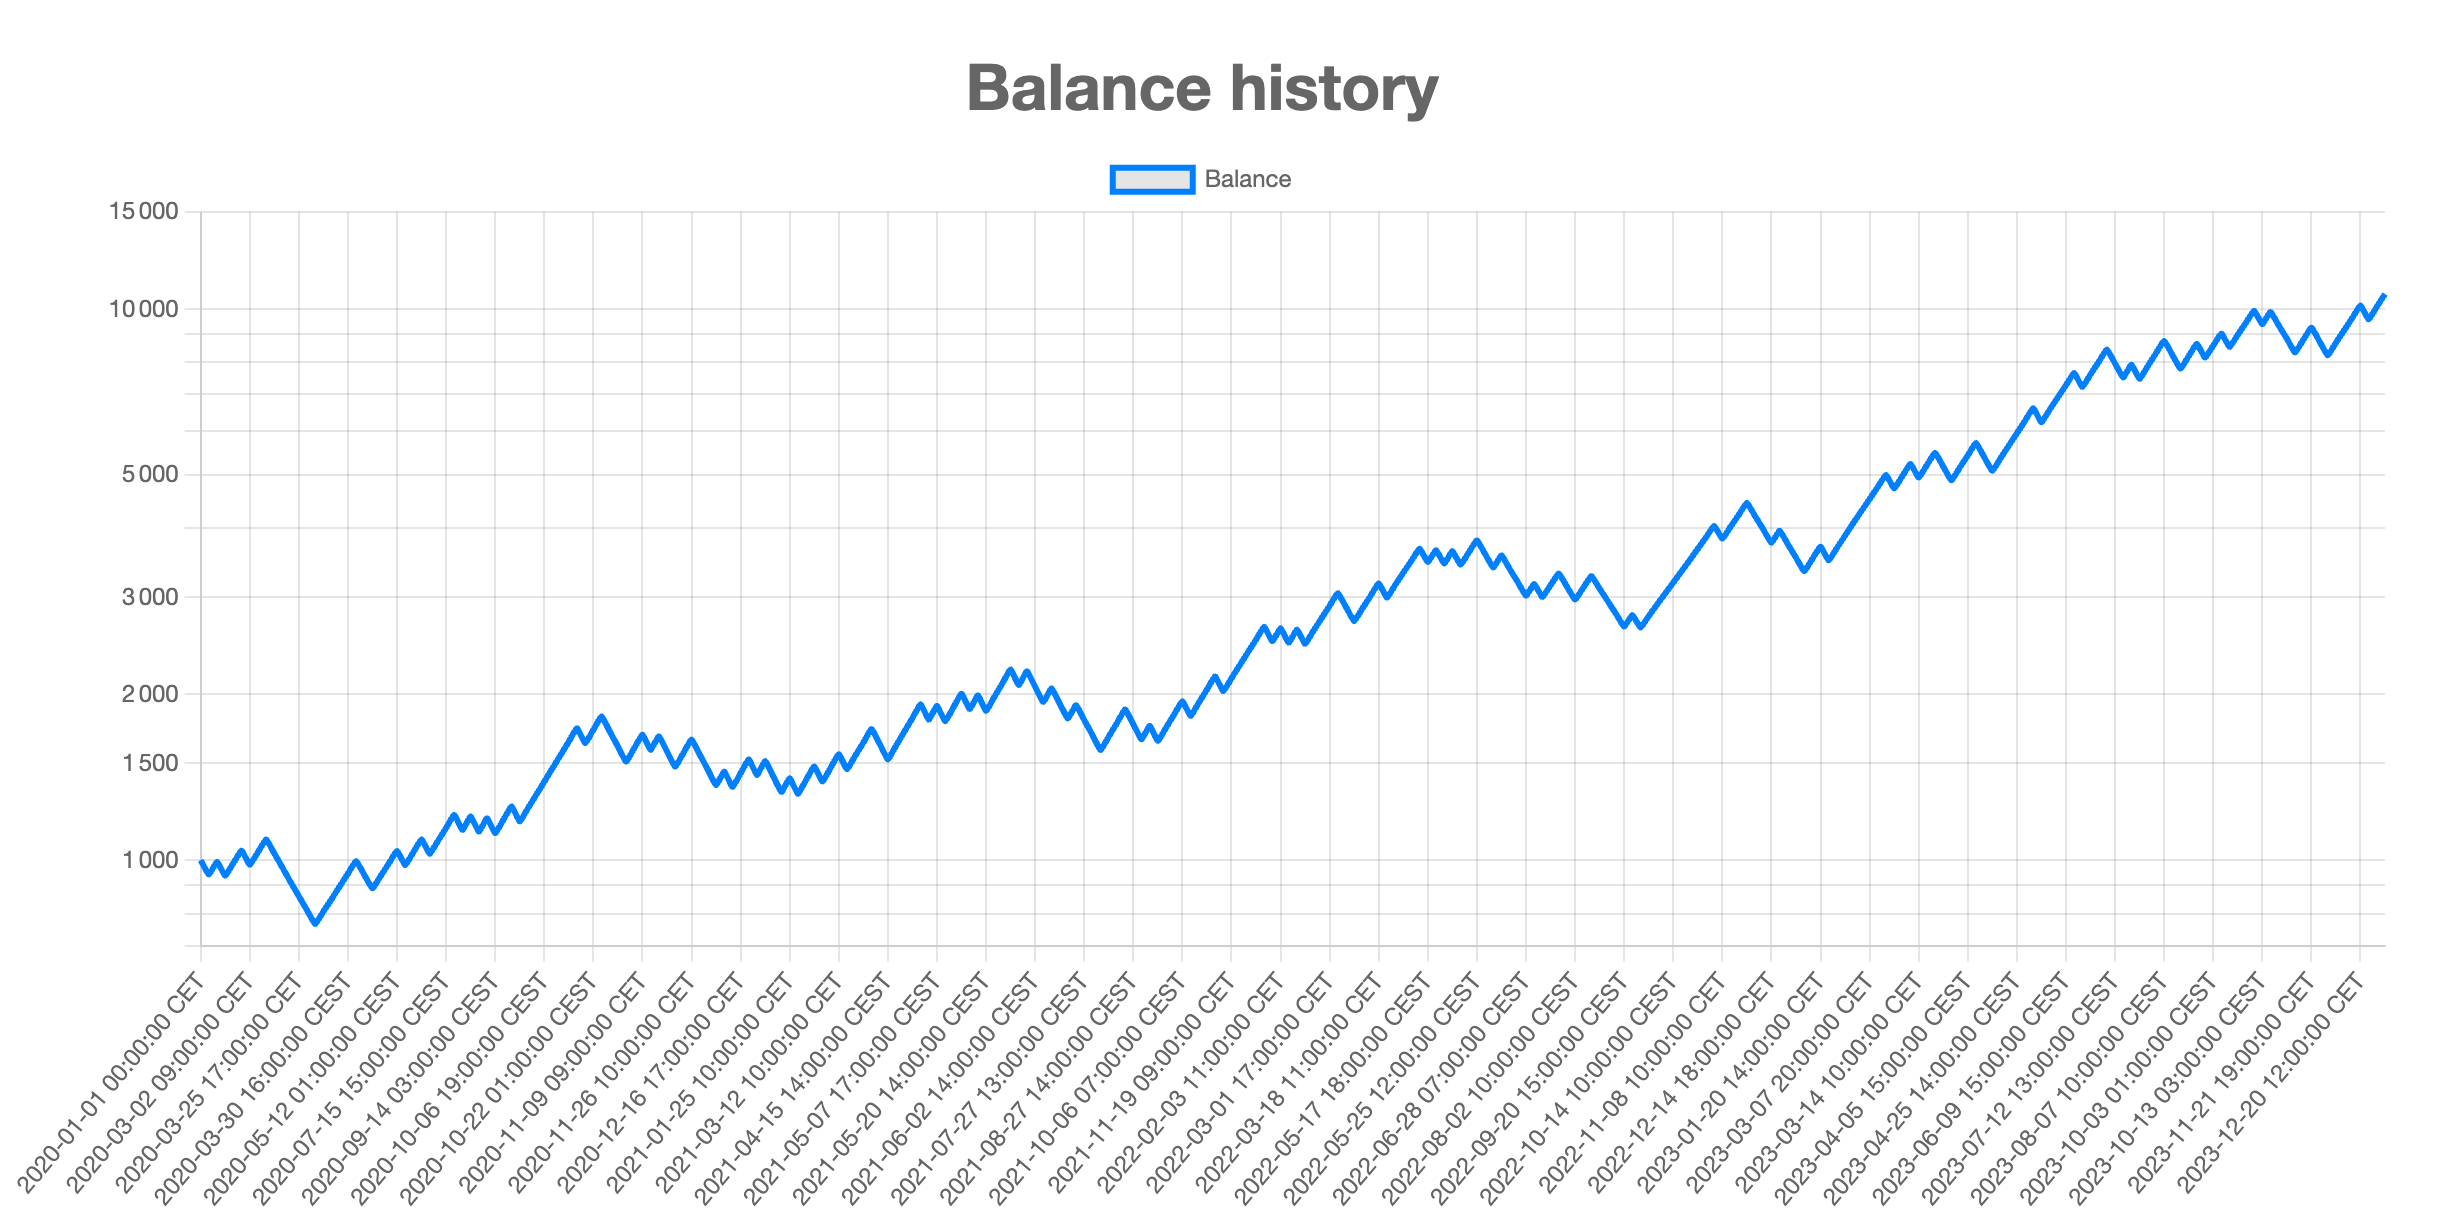 Balance history
Balance
15 000
10 000
5 000
3 000
2 000
1 500
1 000
2020-01-01 00:00:00 CET
2020-03-02 09:00:00 CET
2020-03-25 17:00:00 CET
2020-03-30 16:00:00 CEST
2020-05-12 01:00:00 CEST
2020-07-15 15:00:00 CEST
2020-09-14 03:00:00 CEST
2020-10-06 19:00:00 CEST
2020-10-22 01:00:00 CEST
2020-11-09 09:00:00 CET
2020-11-26 10:00:00 CET
2020-12-16 17:00:00 CET
2021-01-25 10:00:00 CET
2021-03-12 10:00:00 CET
2021-04-15 14:00:00 CEST
2021-05-07 17:00:00 CEST
2021-05-20 14:00:00 CEST
2021-06-02 14:00:00 CEST
2021-07-27 13:00:00 CEST
2021-08-27 14:00:00 CEST
2021-10-06 07:00:00 CEST
2021-11-19 09:00:00 CET
2022-02-03 11:00:00 CET
2022-03-01 17:00:00 CET
2022-03-18 11:00:00 CET
2022-05-17 18:00:00 CEST
2022-05-25 12:00:00 CEST
2022-06-28 07:00:00 CEST
2022-08-02 10:00:00 CEST
2022-09-20 15:00:00 CEST
2022-10-14 10:00:00 CEST
2022-11-08 10:00:00 CET
2022-12-14 18:00:00 CET
2023-01-20 14:00:00 CET
2023-03-07 20:00:00 CET
2023-03-14 10:00:00 CET
2023-04-05 15:00:00 CEST
2023-04-25 14:00:00 CEST
2023-06-09 15:00:00 CEST
2023-07-12 13:00:00 CEST
2023-08-07 10:00:00 CEST
2023-10-03 01:00:00 CEST
2023-10-13 03:00:00 CEST
2023-11-21 19:00:00 CET
2023-12-20 12:00:00 CET